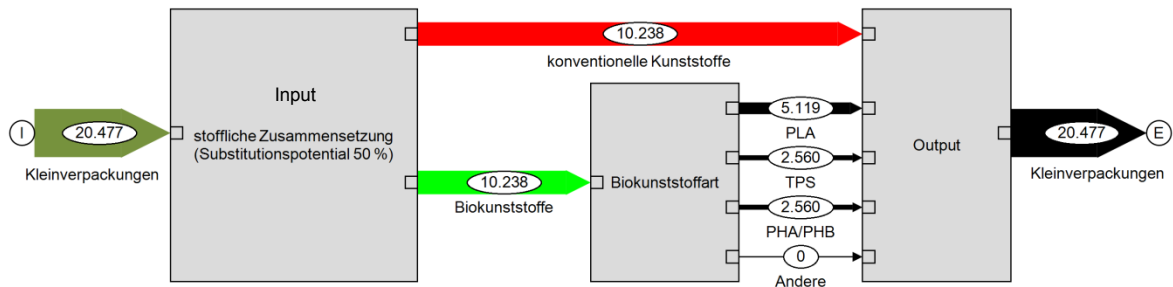 10.238
konventionelle Kunststoffe
Input
stoffliche Zusammensetzung
(Substitutionspotential 50 %)
I
20.477
Kleinverpackungen
10.238
Biokunststoffe
Biokunststoffart
5.119
PLA
2.560
TPS
2.560
PHA/PHB
0
Andere
Output
20.477
E
Kleinverpackungen